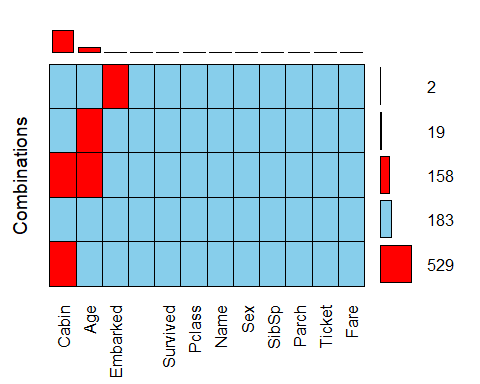 Combinations
2
19
158
183
529
Cabin
Age
Embarked
Survived
Pclass
Name
Sex
SibSp
Parch
Ticket
Fare